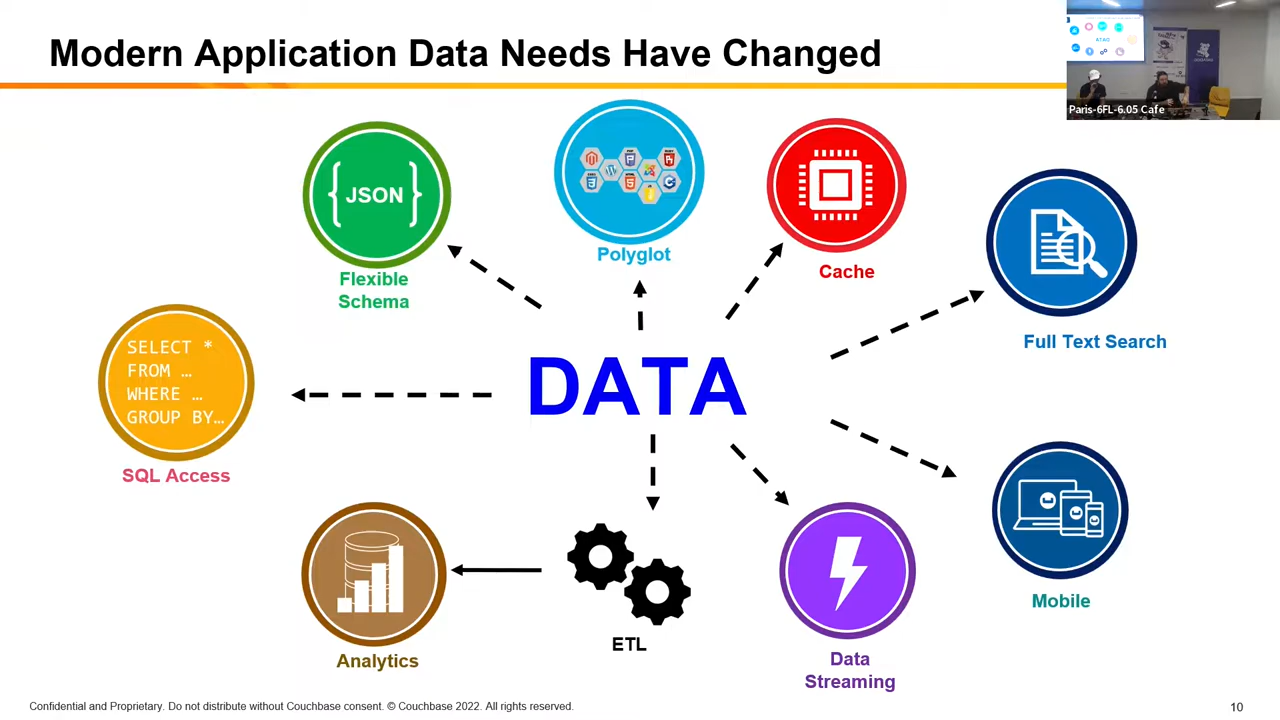 Modern Application Data Needs Have Changed
Paris-6FL-6.05 Cafe
{JSON}
Flexible
Schema
Polyglot
Cache
Full Text Search
SELECT *
FROM …
WHERE …
GROUP BY…
SQL Access
DATA
Mobile
Analytics
ETL
Data
Streaming
Confidential and Proprietary. Do not distribute without Couchbase consent. © Couchbase 2022. All rights reserved.
10